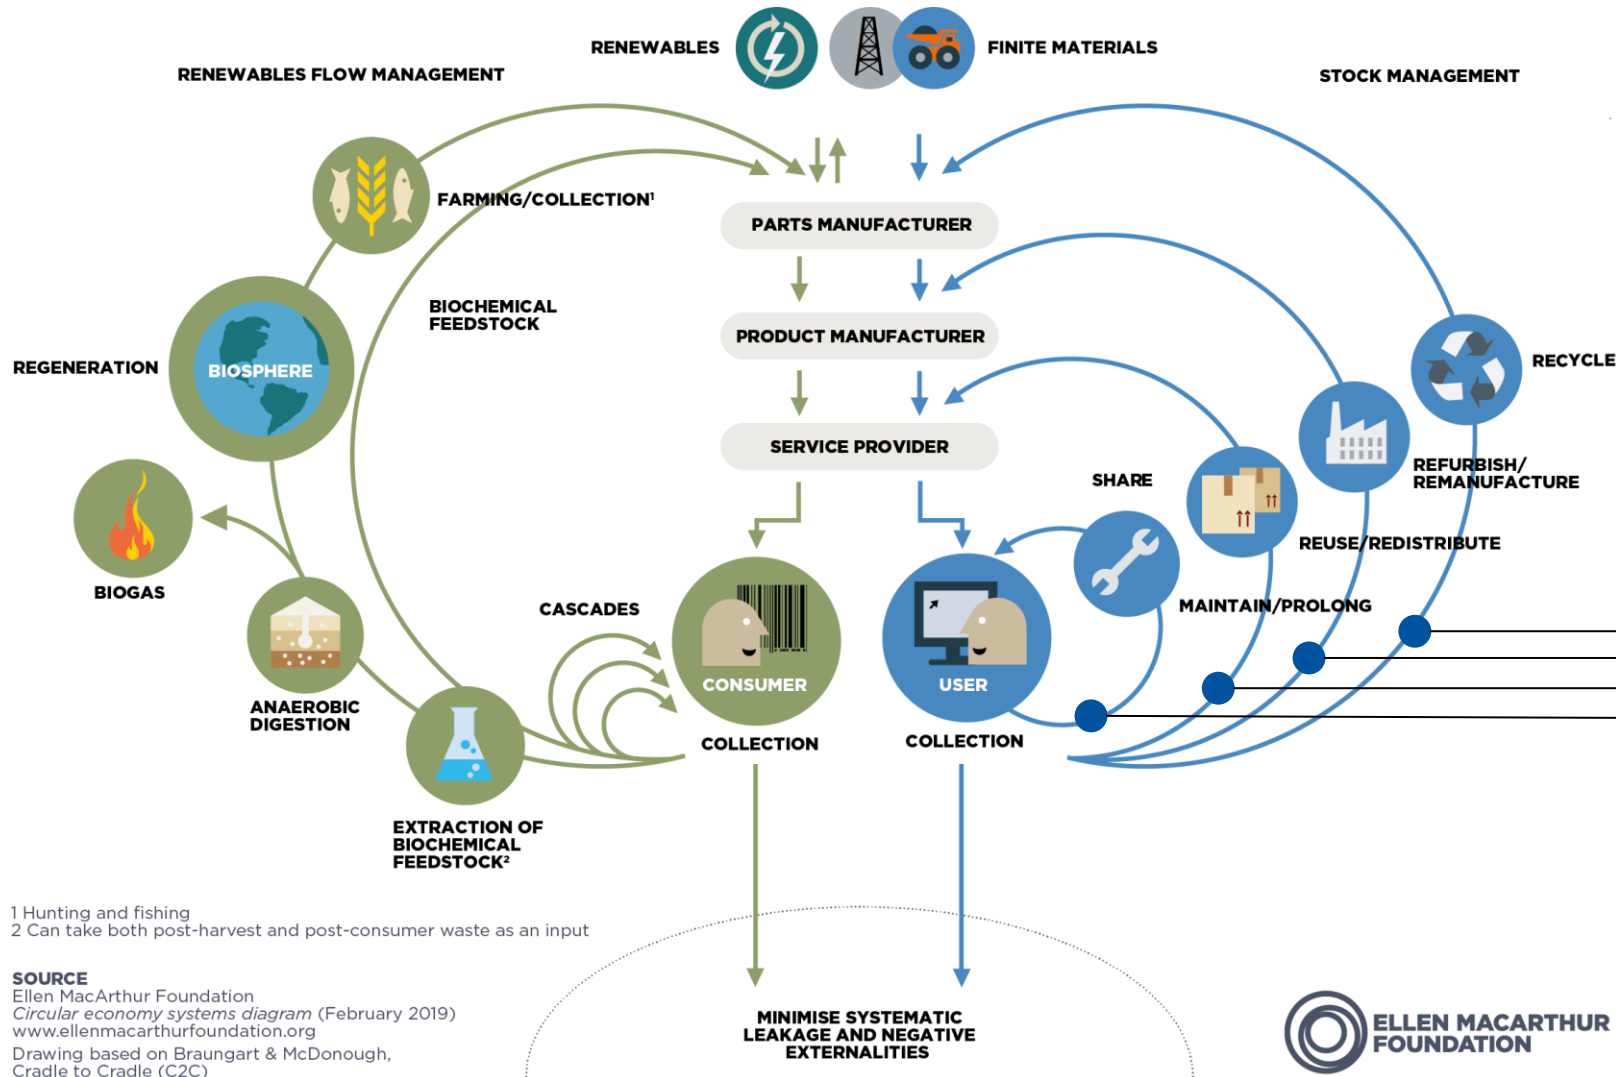 RENEWABLES
FINITE MATERIALS
RENEWABLES FLOW MANAGEMENT
STOCK MANAGEMENT
FARMING/COLLECTION¹
PARTS MANUFACTURER
BIOCHEMICAL
FEEDSTOCK
PRODUCT MANUFACTURER
REGENERATION
BIOSPHERE
RECYCLE
SERVICE PROVIDER
SHARE
REFURBISH/
REMANUFACTURE
REUSE/REDISTRIBUTE
BIOGAS
CASCADES
MAINTAIN/PROLONG
CONSUMER
USER
ANAEROBIC
DIGESTION
COLLECTION
COLLECTION
EXTRACTION OF
BIOCHEMICAL
FEEDSTOCK²
1 Hunting and fishing
2 Can take both post-harvest and post-consumer waste as an input
SOURCE
Ellen MacArthur Foundation
Circular economy systems diagram (February 2019)
www.ellenmacarthurfoundation.org
Drawing based on Braungart & McDonough,
Cradle to Cradle (C2C)
MINIMISE SYSTEMATIC
LEAKAGE AND NEGATIVE
EXTERNALITIES
ELLEN MACARTHUR
FOUNDATION